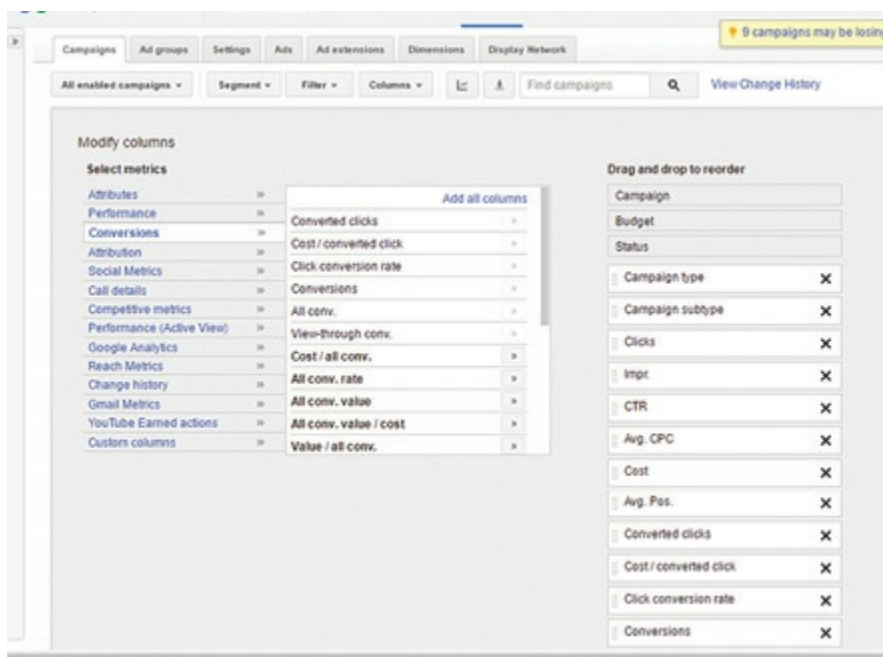 9 campaigns may be losing
Campaigns Ad groups Settings Ads Ad extensions Dimensions Display Network
All enabled campaigns Segment Filter Columns Find campaigns View Change History
Modify columns
Select metrics
Attributes »
Performance »
Conversions »
Attribution »
Social Metrics »
Call details »
Competitive metrics »
Performance (Active View) »
Google Analytics »
Reach Metrics »
Change history »
Gmail Metrics »
YouTube Earned actions »
Custom columns »
Add all columns
Converted clicks »
Cost / converted click »
Click conversion rate »
Conversions »
All conv. »
View-through conv. »
Cost / all conv. »
All conv. rate »
All conv. value »
All conv. value / cost »
Value / all conv. »
Drag and drop to reorder
Campaign
Budget
Status
Campaign type
Campaign subtype
Clicks
Impr.
CTR
Avg. CPC
Cost
Avg. Pos.
Converted clicks
Cost / converted click
Click conversion rate
Conversions